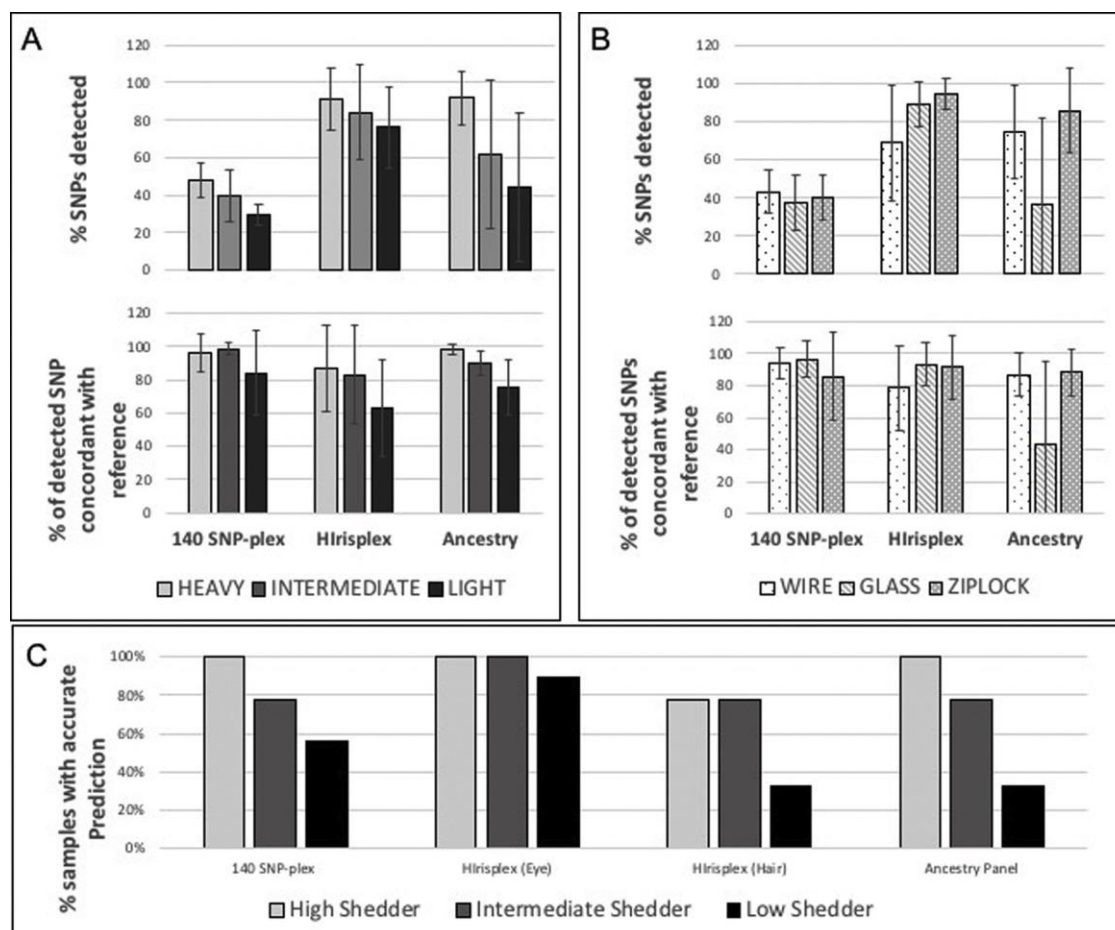 A
% SNPs detected
120
100
80
60
40
20
0
% of detected SNP
concordant with
reference
120
100
80
60
40
20
0
140 SNP-plex HIrisplex Ancestry
HEAVY INTERMEDIATE LIGHT
B
% SNPs detected
120
100
80
60
40
20
0
% of detected SNPs
concordant with
reference
120
100
80
60
40
20
0
140 SNP-plex HIrisplex Ancestry
WIRE GLASS ZIPLOCK
C
% samples with accurate
Prediction
100%
80%
60%
40%
20%
0%
140 SNP-plex HIrisplex (Eye) HIrisplex (Hair) Ancestry Panel
High Shedder Intermediate Shedder Low Shedder